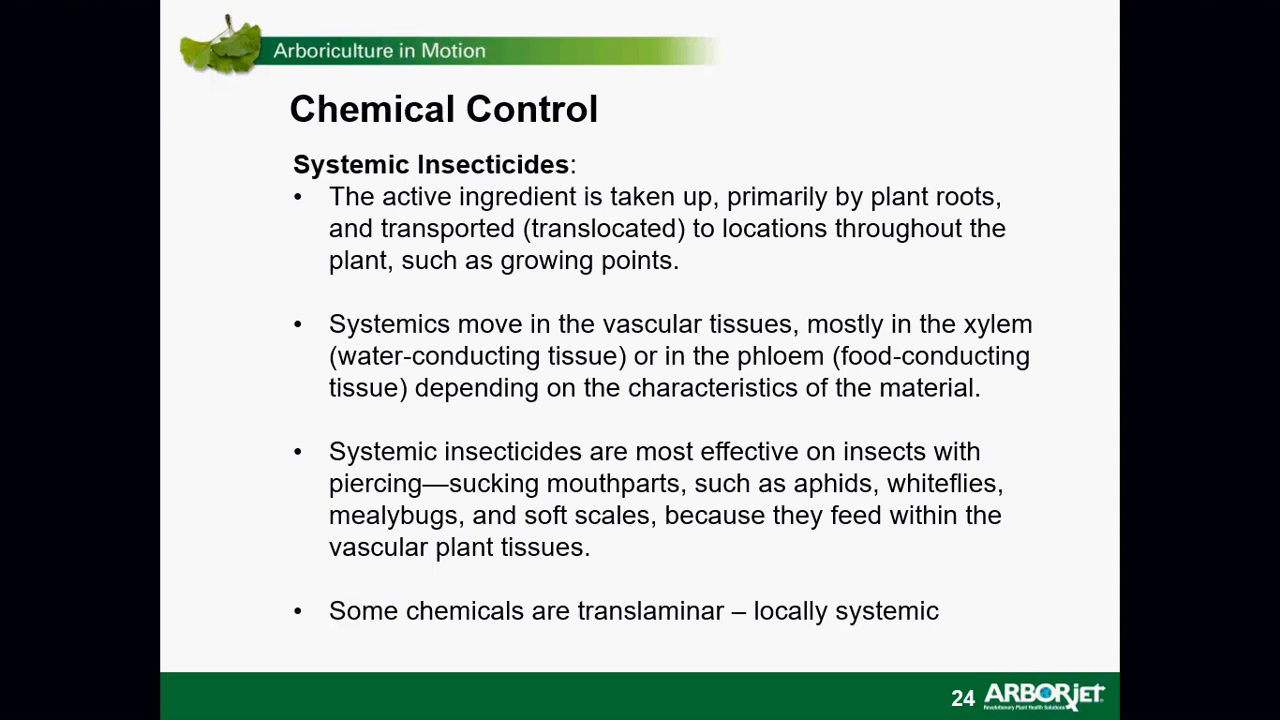 Arboriculture in Motion
Chemical Control
Systemic Insecticides:
• The active ingredient is taken up, primarily by plant roots,
and transported (translocated) to locations throughout the
plant, such as growing points.
• Systemics move in the vascular tissues, mostly in the xylem
(water-conducting tissue) or in the phloem (food-conducting
tissue) depending on the characteristics of the material.
• Systemic insecticides are most effective on insects with
piercing—sucking mouthparts, such as aphids, whiteflies,
mealybugs, and soft scales, because they feed within the
vascular plant tissues.
• Some chemicals are translaminar – locally systemic
24 ARBORjET
Revolutionary Plant Health Solutions